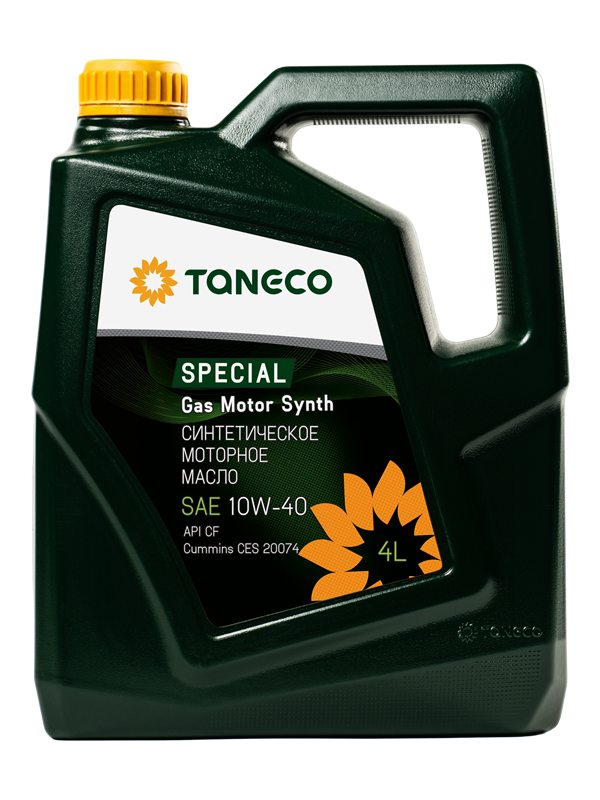 TANECO
SPECIAL
Gas Motor Synth
СИНТЕТИЧЕСКОЕ
МОТОРНОЕ
МАСЛО
SAE 10W-40
API CF
Cummins CES 20074
4L
TANECO